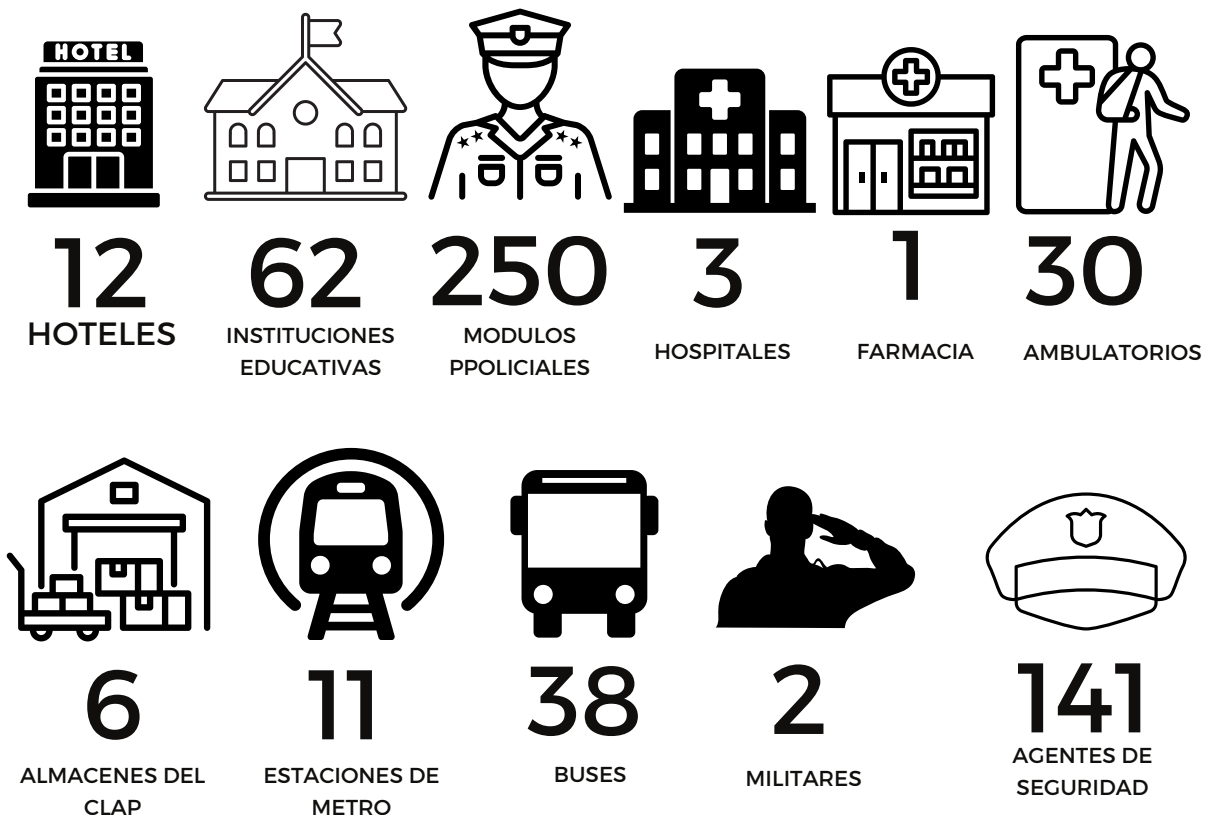 HOTEL
12
HOTELES
62
INSTITUCIONES
EDUCATIVAS
250
MODULOS
PPOLICIALES
3
HOSPITALES
1
FARMACIA
30
AMBULATORIOS
6
ALMACENES DEL
CLAP
11
ESTACIONES DE
METRO
38
BUSES
2
MILITARES
141
AGENTES DE
SEGURIDAD